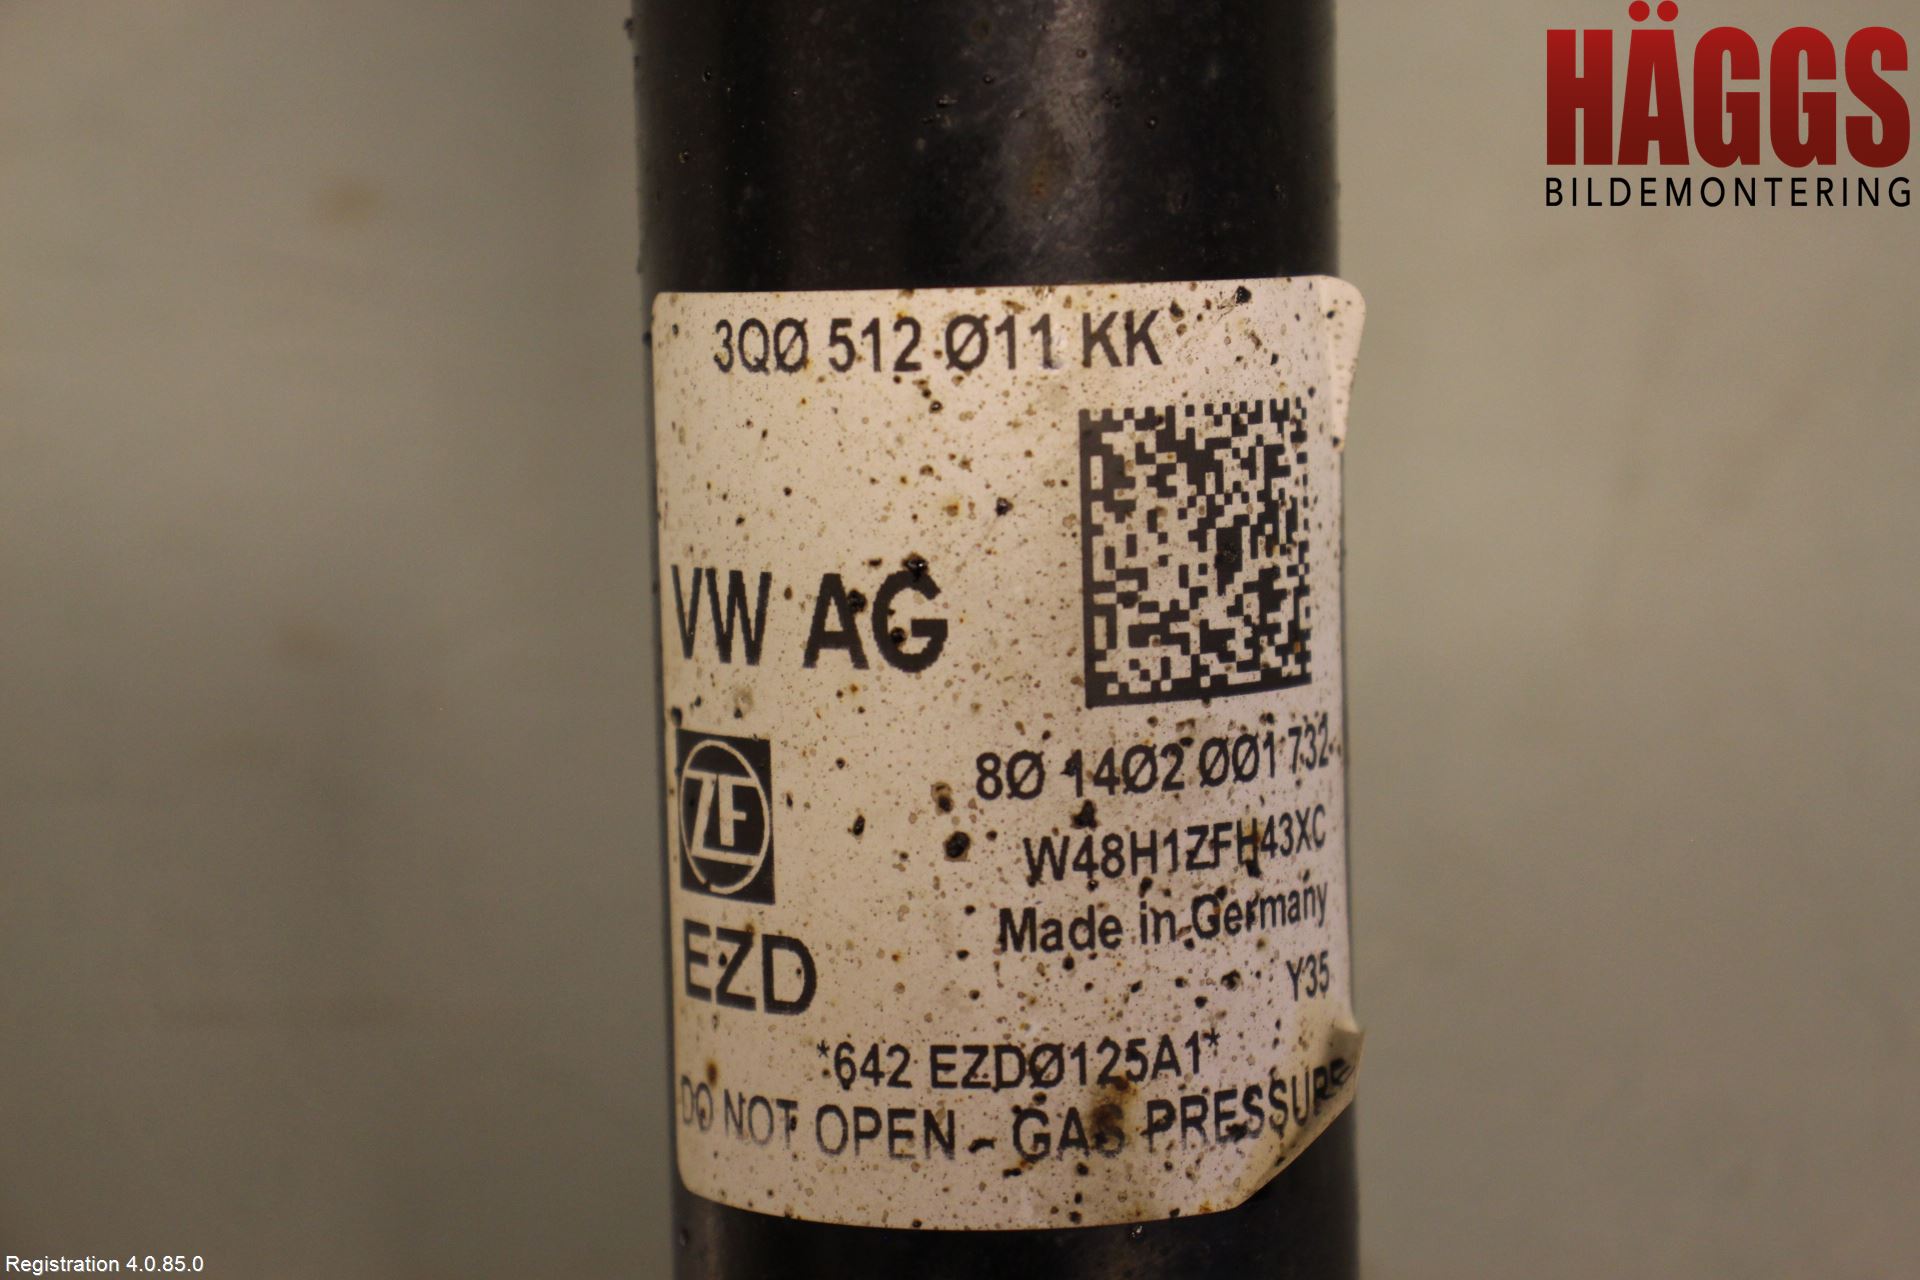 HÄGGS
BILDEMONTERING
3QØ 512 Ø11 KK
VW AG
8Ø 14Ø2 ØØ1 732
ZF
W48H1ZFH43XC
Made in Germany
EZD
Y35
*642 EZDØ125A1*
DO NOT OPEN - GAS PRESSURE
Registration 4.0.85.0